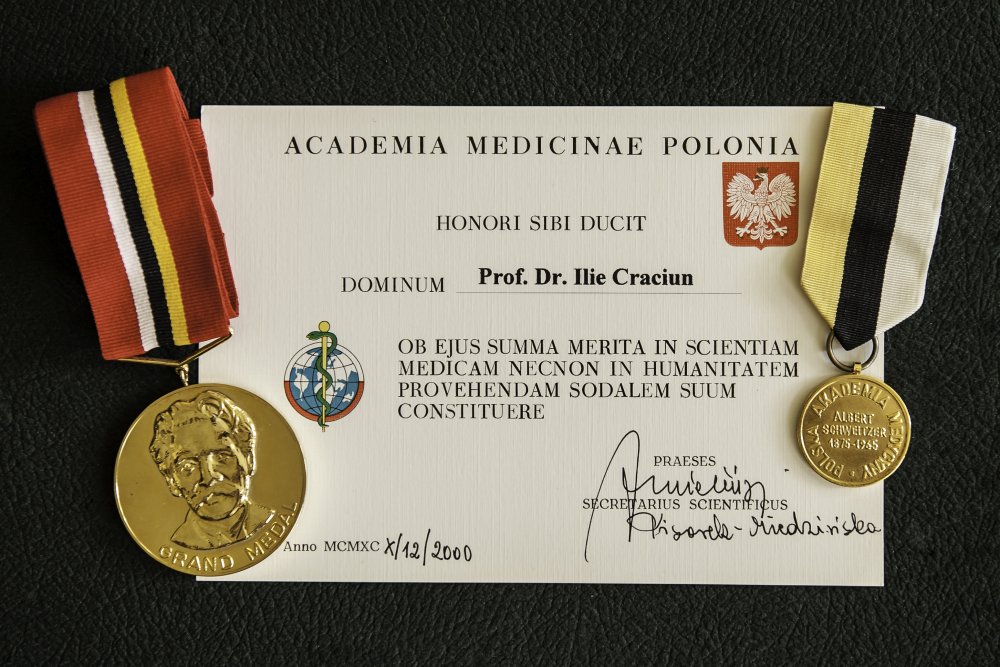 ACADEMIA MEDICINAE POLONIA
HONORI SIBI DUCIT
DOMINUM Prof. Dr. Ilie Craciun
OB EJUS SUMMA MERITA IN SCIENTIAM
MEDICAM NECNON IN HUMANITATEM
PROVEHENDAM SODALEM SUUM
CONSTITUERE
PRAESES
SECRETARIUS SCIENTIFICUS
Anno MCMXC X/12/2000
GRAND MEDAL
POLSKA AKADEMIA MEDYCYNY
ALBERT
SCHWEITZER
1875-1965